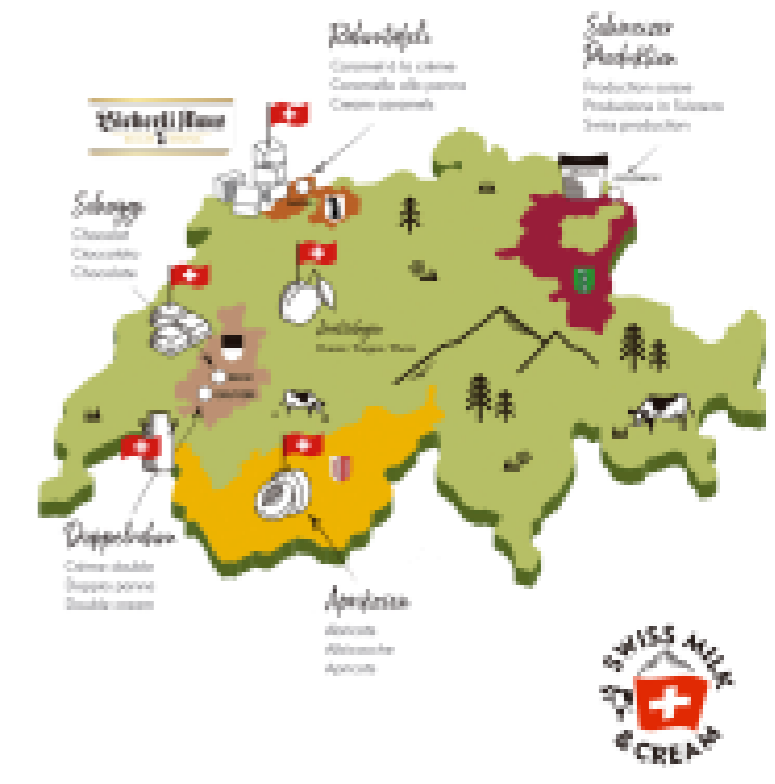 Rahmtäfeli
Caramel à la crème
Caramella alla panna
Cream caramels
Schweizer
Produktion
Production suisse
Produzione in Svizzera
Swiss production
Schoggi
Chocolat
Cioccolato
Chocolate
Doppelrahm
Crème double
Doppia panna
Double cream
Aprikosen
Abricots
Albicocche
Apricots
SWISS MILK
& CREAM